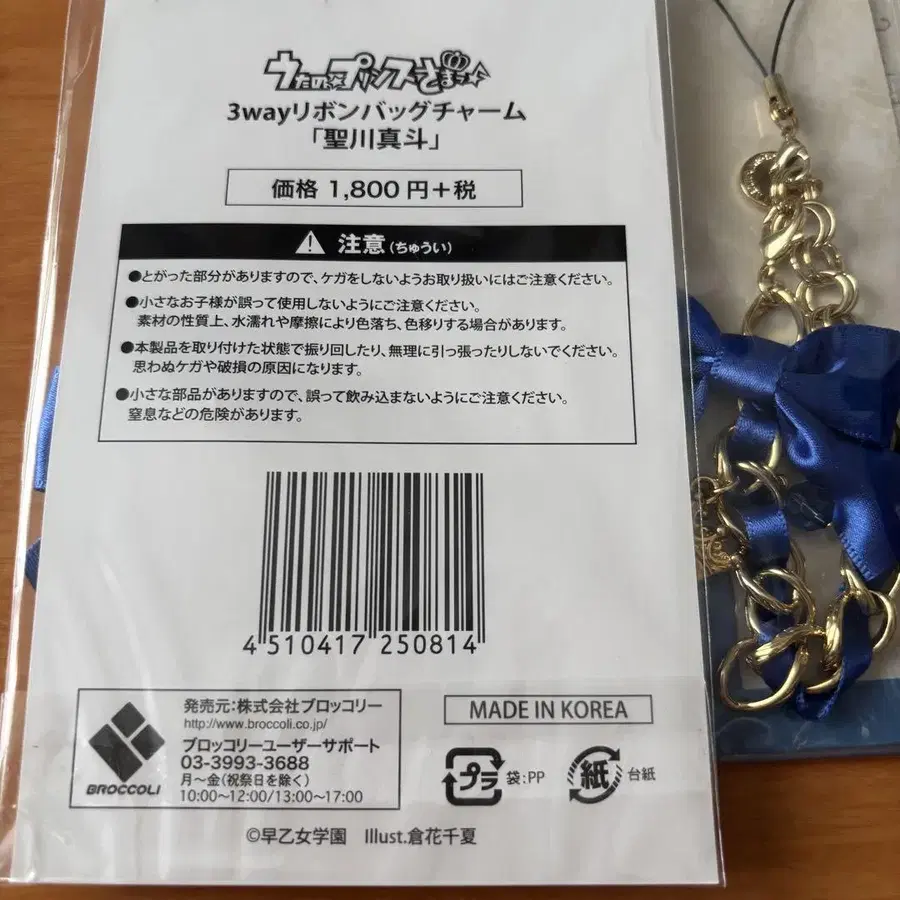 うたの☆プリンスさまっ♪
3wayリボンバッグチャーム
「聖川真斗」
価格 1,800 円+税
注意(ちゅうい)
●とがった部分がありますので、ケガをしないようお取り扱いにはご注意ください。
●小さなお子様が誤って使用しないようにご注意ください。
素材の性質上、水濡れや摩擦により色落ち、色移りする場合があります。
●本製品を取り付けた状態で振り回したり、無理に引っ張ったりしないでください。
思わぬケガや破損の原因になります。
●小さな部品がありますので、誤って飲み込まないようにご注意ください。
窒息などの危険があります。
4 510417 250814
BROCCOLI
発売元:株式会社ブロッコリー
http://www.broccoli.co.jp/
ブロッコリーユーザーサポート
03-3993-3688
月~金(祝祭日を除く)
10:00~12:00/13:00~17:00
MADE IN KOREA
プラ 袋:PP
紙 台紙
©早乙女学園 Illust.倉花千夏